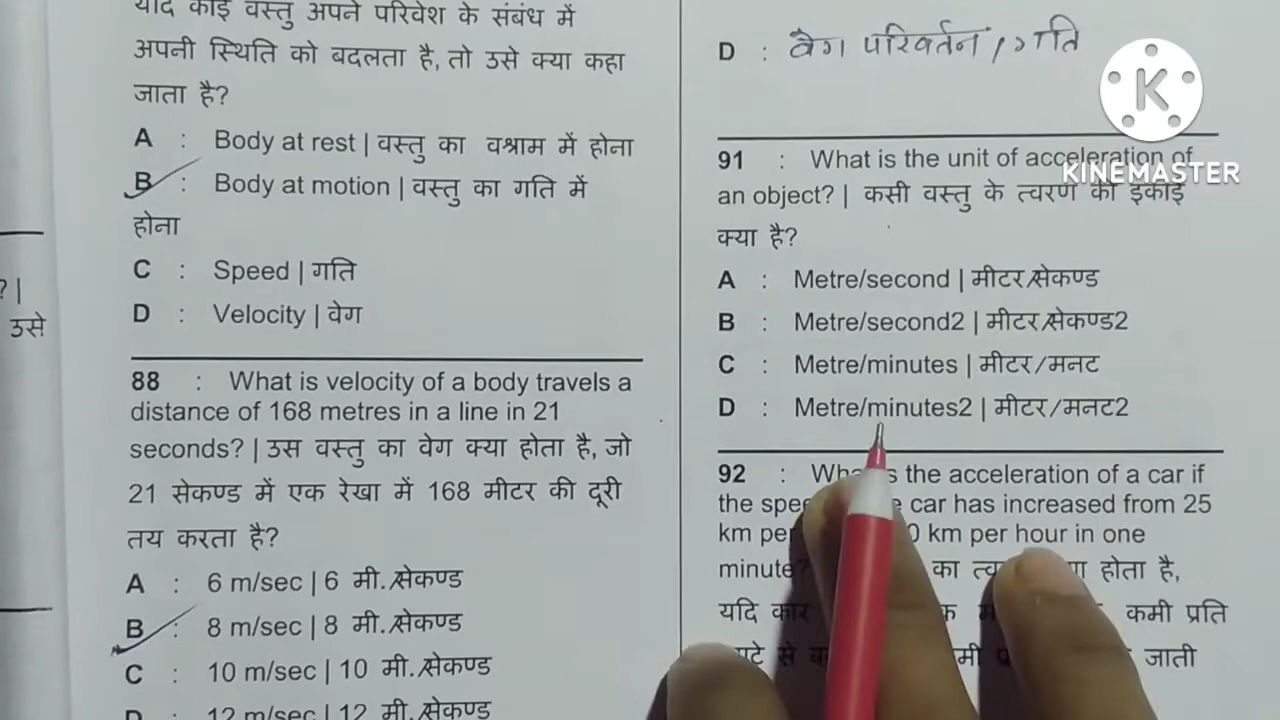 यदि कोई वस्तु अपने परिवेश के संबंध में
अपनी स्थिति को बदलता है, तो उसे क्या कहा
जाता है?
A : Body at rest | वस्तु का वश्राम में होना
B : Body at motion | वस्तु का गति में
होना
C : Speed | गति
D : Velocity | वेग
88 : What is velocity of a body travels a
distance of 168 metres in a line in 21
seconds? | उस वस्तु का वेग क्या होता है, जो
21 सेकण्ड में एक रेखा में 168 मीटर की दूरी
तय करता है?
A : 6 m/sec | 6 मी./सेकण्ड
B : 8 m/sec | 8 मी./सेकण्ड
C : 10 m/sec | 10 मी./सेकण्ड
D : 12 m/sec | 12 मी./सेकण्ड
? |
उसे
D : वेग परिवर्तन / गति
KINEMASTER
91 : What is the unit of acceleration of
an object? | कसी वस्तु के त्वरण की इकाई
क्या है?
A : Metre/second | मीटर/सेकण्ड
B : Metre/second2 | मीटर/सेकण्ड2
C : Metre/minutes | मीटर/मनट
D : Metre/minutes2 | मीटर/मनट2
92 : What is the acceleration of a car if
the car has increased from 25
km per km per hour in one
minute? का होता है,
यदि कार कमी प्रति
से जाती